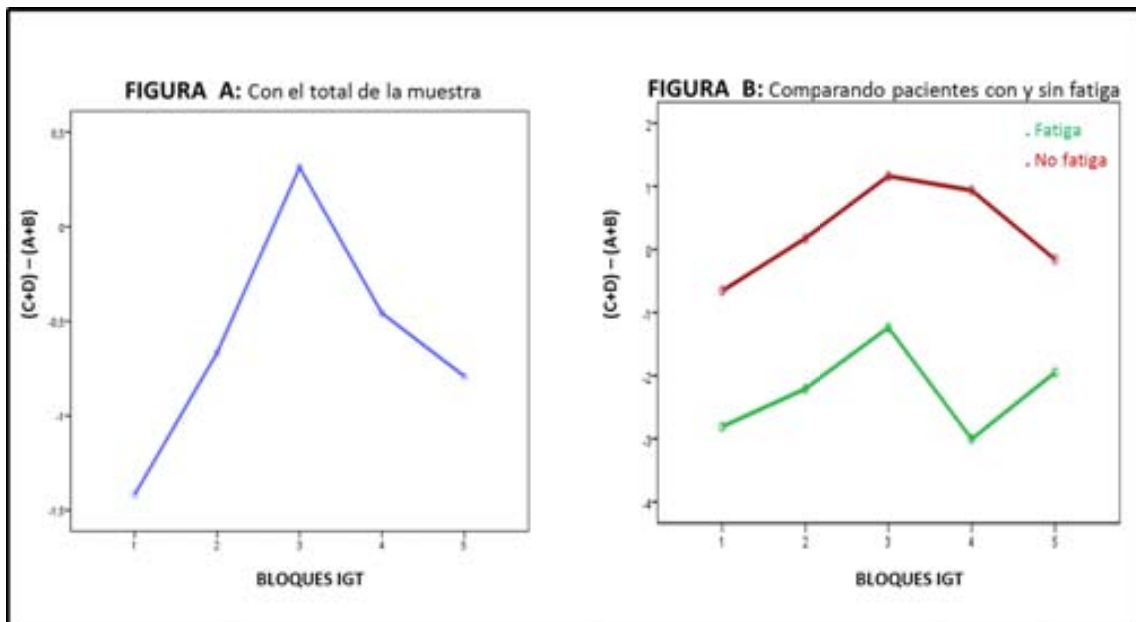 FIGURA A: Con el total de la muestra
0,5
0
-0,5
-1
-1,5
(C+D) – (A+B)
1 2 3 4 5
BLOQUES IGT
FIGURA B: Comparando pacientes con y sin fatiga
. Fatiga
. No fatiga
2
1
0
-1
-2
-3
-4
(C+D) – (A+B)
1 2 3 4 5
BLOQUES IGT